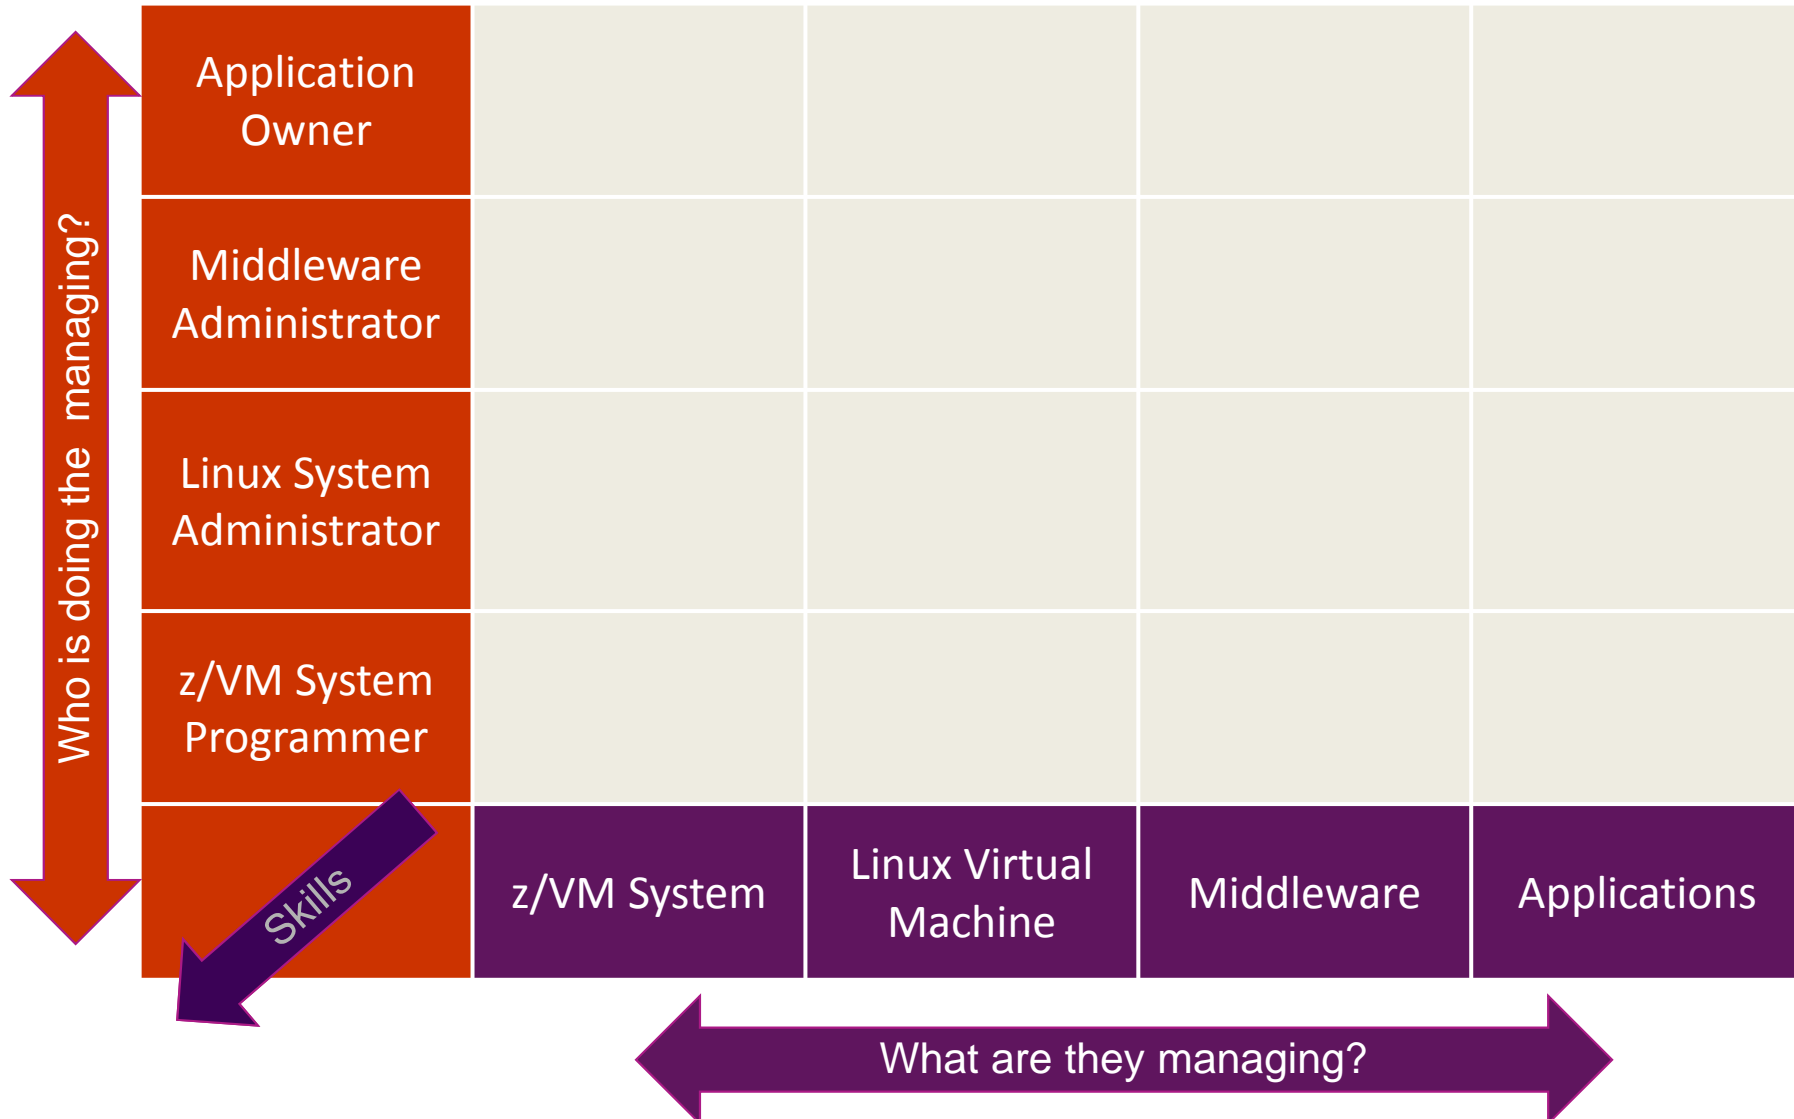 Who is doing the  managing?
Application
Owner
Middleware
Administrator
Linux System
Administrator
z/VM System
Programmer
Skills
z/VM System
Linux Virtual
Machine
Middleware
Applications
What are they managing?